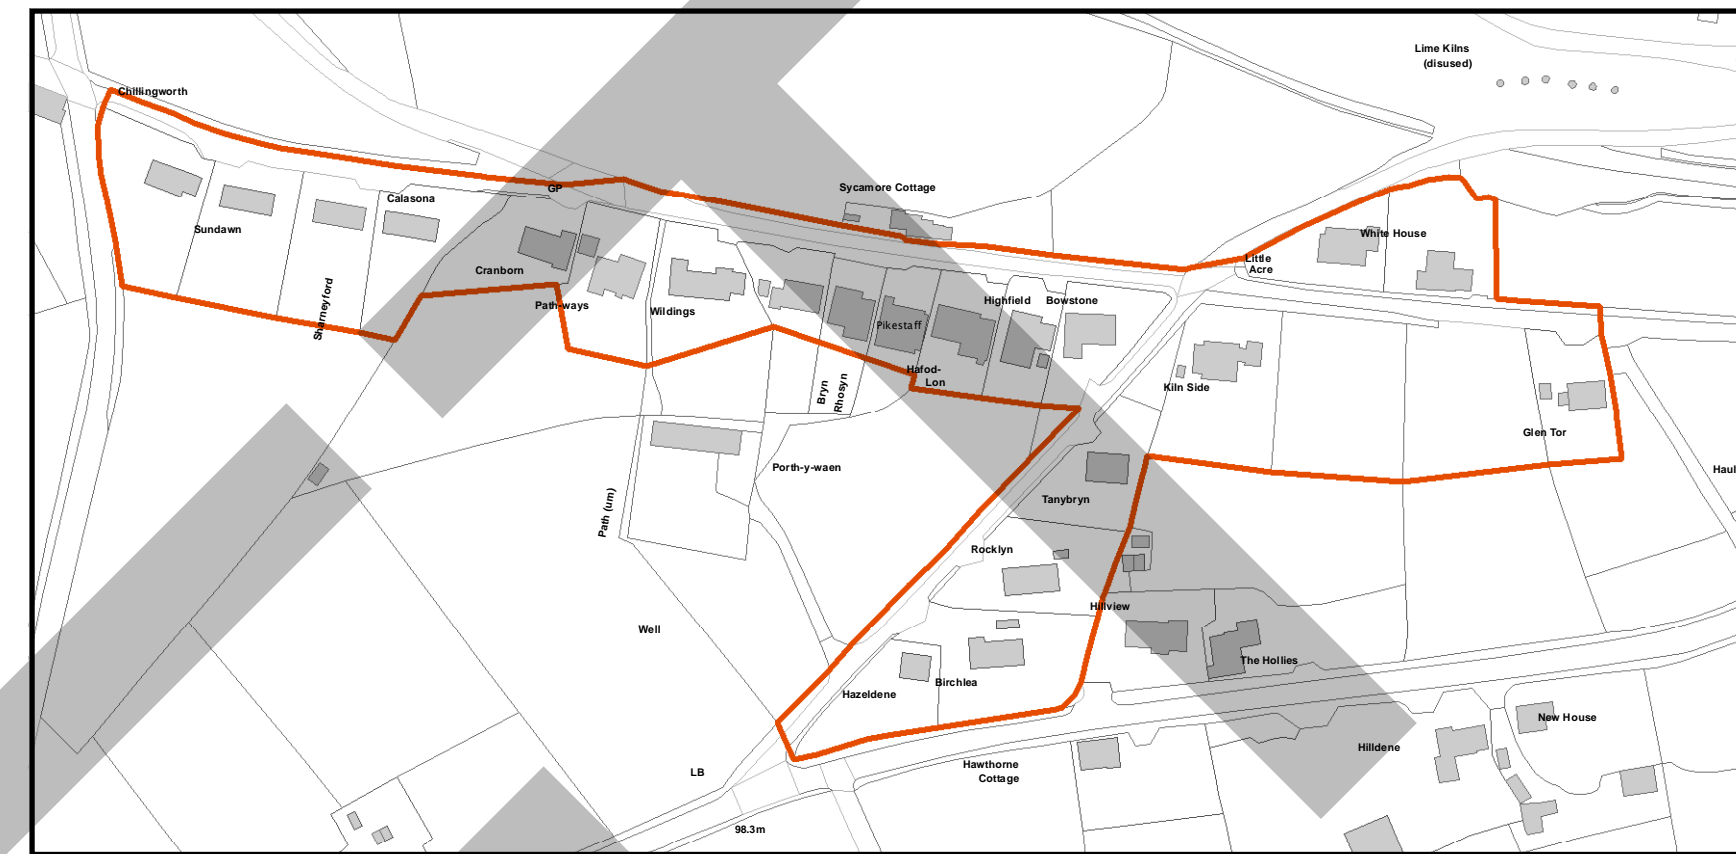 Lime Kilns
(disused)
Chillingworth
GP
Sycamore Cottage
Calasona
Sundawn
White House
Little
Acre
Cranborn
Path-ways
Sharneyford
Wildings
Highfield
Bowstone
Pikestaff
Hafod-
Lon
Bryn
Rhosyn
Kiln Side
Glen Tor
Porth-y-waen
Haul
Path (um)
Tanybryn
Rocklyn
Hillview
Well
The Hollies
Birchlea
Hazeldene
New House
Hilldene
Hawthorne
Cottage
LB
98.3m